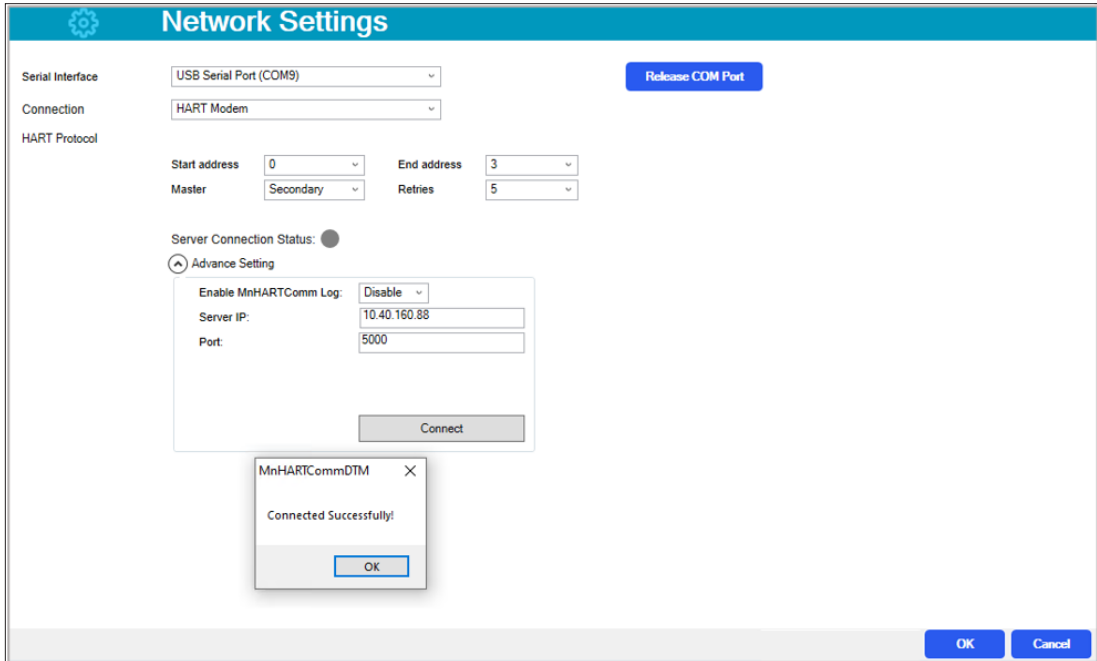 Network Settings
Serial Interface USB Serial Port (COM9) Release COM Port
Connection HART Modem
HART Protocol
Start address 0 End address 3
Master Secondary Retries 5
Server Connection Status:
Advance Setting
Enable MnHARTComm Log: Disable
Server IP: 10.40.160.88
Port: 5000
Connect
MnHARTCommDTM
Connected Successfully!
OK
OK Cancel